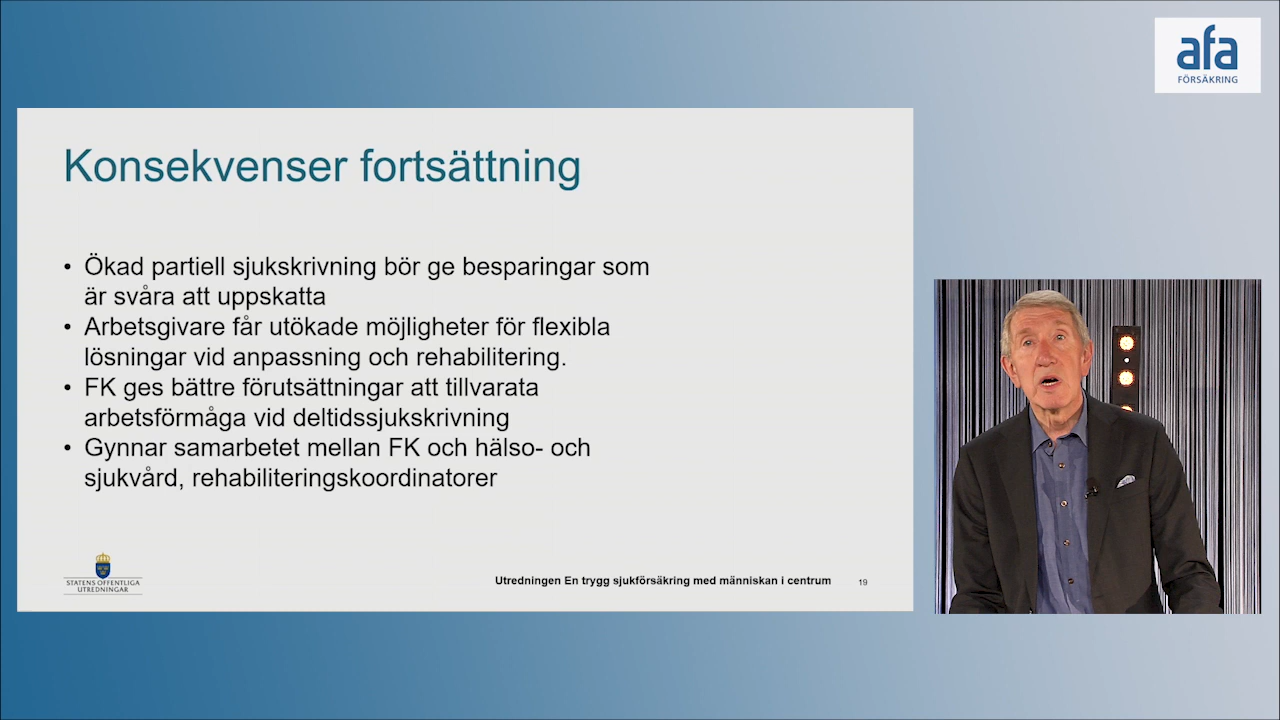 afa
FÖRSÄKRING
Konsekvenser fortsättning
• Ökad partiell sjukskrivning bör ge besparingar som
är svåra att uppskatta
• Arbetsgivare får utökade möjligheter för flexibla
lösningar vid anpassning och rehabilitering.
• FK ges bättre förutsättningar att tillvarata
arbetsförmåga vid deltidssjukskrivning
• Gynnar samarbetet mellan FK och hälso- och
sjukvård, rehabiliteringskoordinatorer
STATENS OFFENTLIGA
UTREDNINGAR
Utredningen En trygg sjukförsäkring med människan i centrum
19